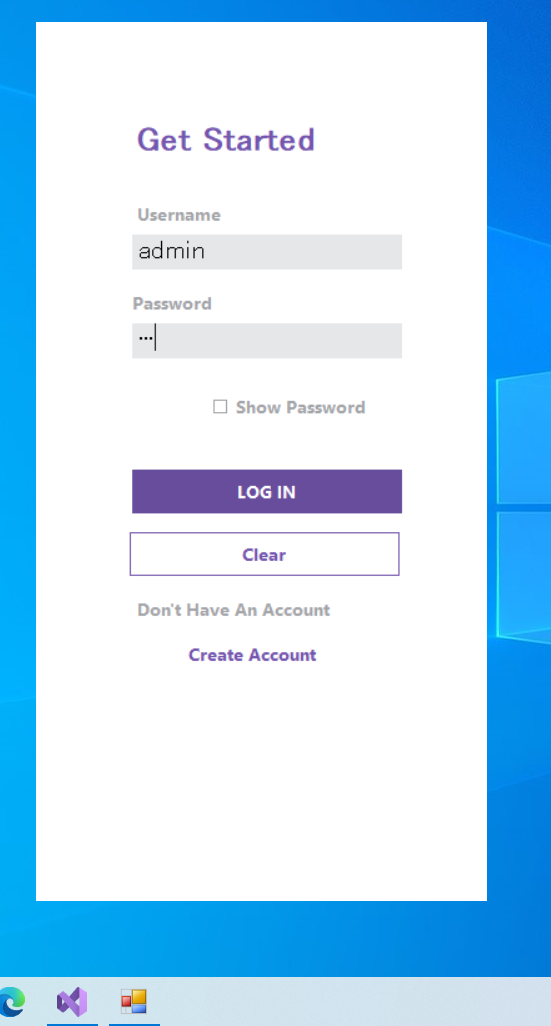 Get Started
Username
admin
Password
•••
Show Password
LOG IN
Clear
Don't Have An Account
Create Account